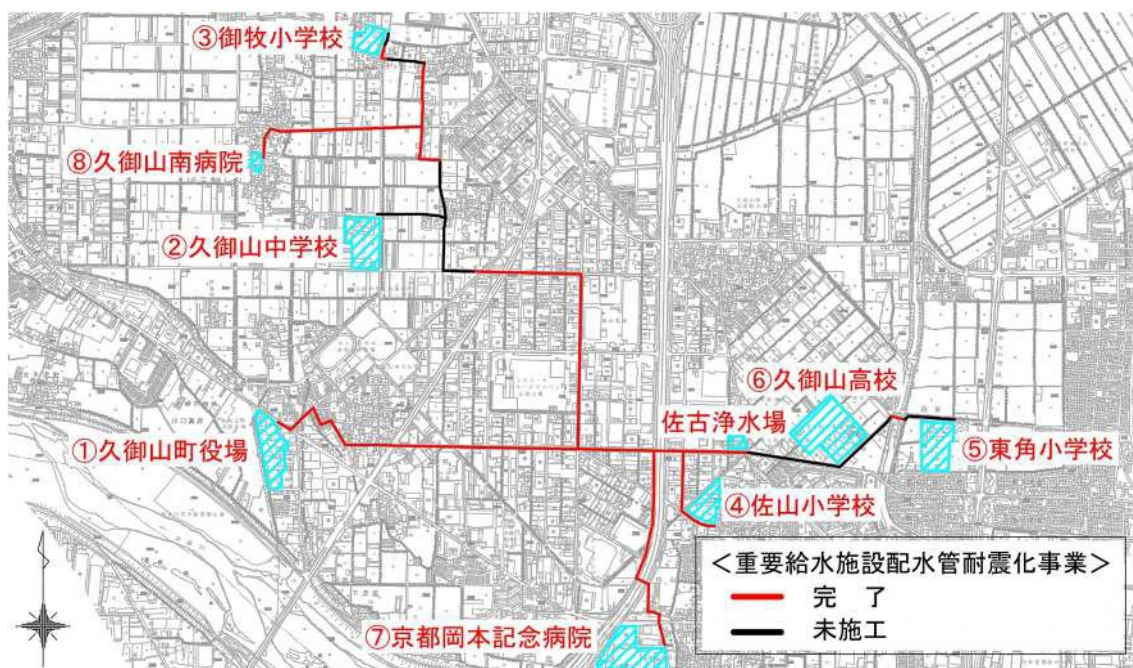 ③御牧小学校
⑧久御山南病院
②久御山中学校
⑥久御山高校
佐古浄水場
①久御山町役場
⑤東角小学校
④佐山小学校
⑦京都岡本記念病院
＜重要給水施設配水管耐震化事業＞
完 了
未施工